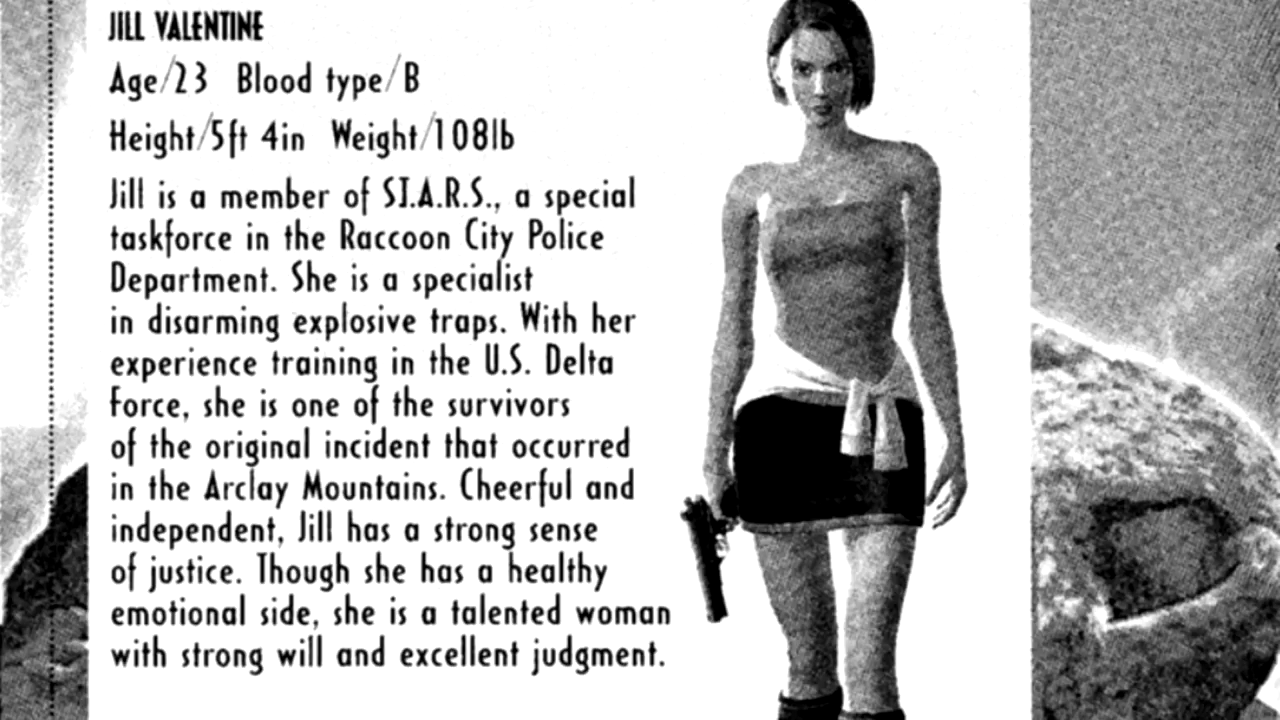 JILL VALENTINE
Age/23 Blood type/B
Height/5ft 4in Weight/108lb
Jill is a member of S.T.A.R.S., a special
taskforce in the Raccoon City Police
Department. She is a specialist
in disarming explosive traps. With her
experience training in the U.S. Delta
Force, she is one of the survivors
of the original incident that occurred
in the Arclay Mountains. Cheerful and
independent, Jill has a strong sense
of justice. Though she has a healthy
emotional side, she is a talented woman
with strong will and excellent judgment.